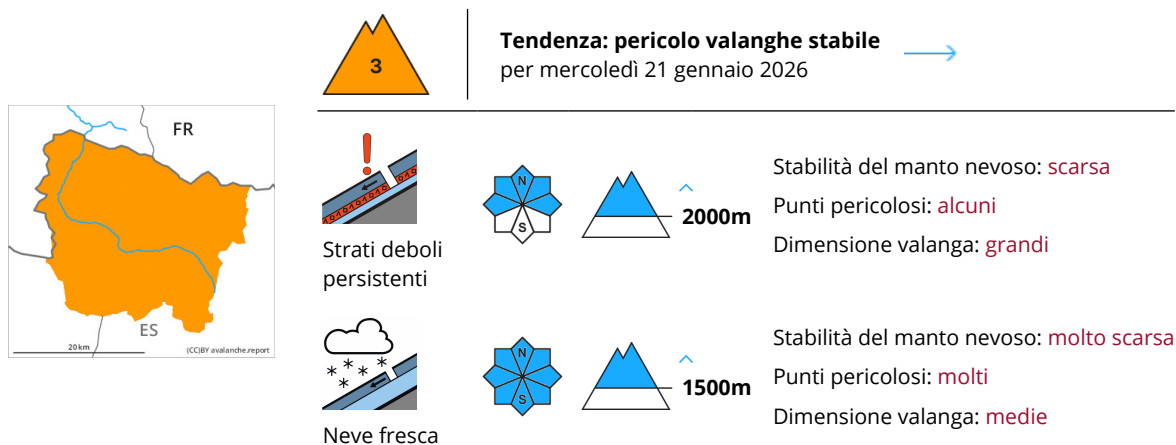 3
Tendenza: pericolo valanghe stabile
per mercoledì 21 gennaio 2026
FR
ES
20 km
(CC)BY avalanche.report
N
S
2000m
Strati deboli
persistenti
Stabilità del manto nevoso: scarsa
Punti pericolosi: alcuni
Dimensione valanga: grandi
N
S
1500m
Neve fresca
Stabilità del manto nevoso: molto scarsa
Punti pericolosi: molti
Dimensione valanga: medie